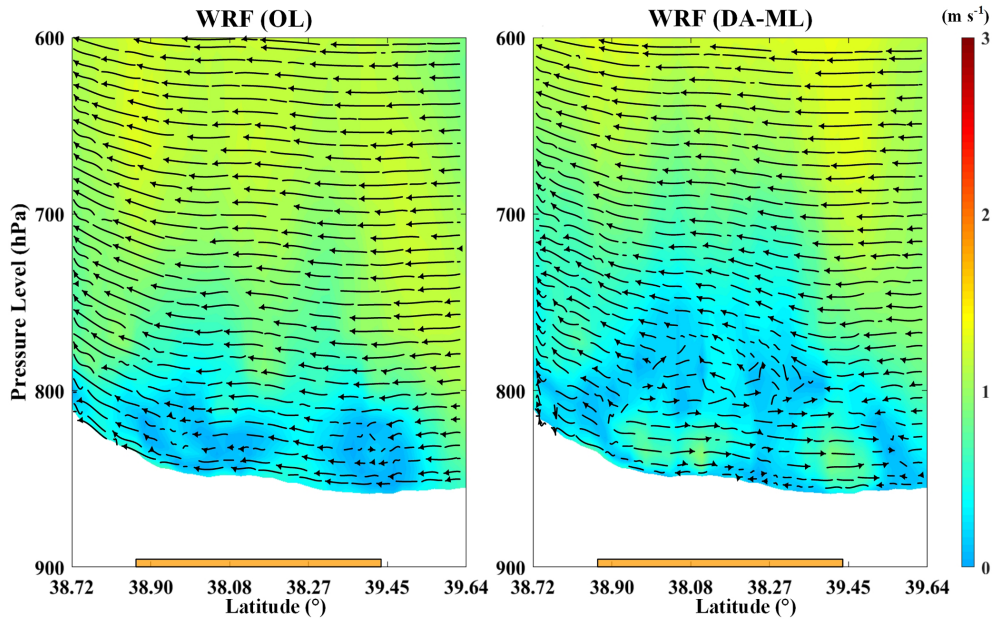 WRF (OL)
WRF (DA-ML)
(m s⁻¹)
600
700
800
900
Pressure Level (hPa)
38.72 38.90 38.08 38.27 39.45 39.64
Latitude (°)
600
700
800
900
38.72 38.90 38.08 38.27 39.45 39.64
Latitude (°)
3
2
1
0